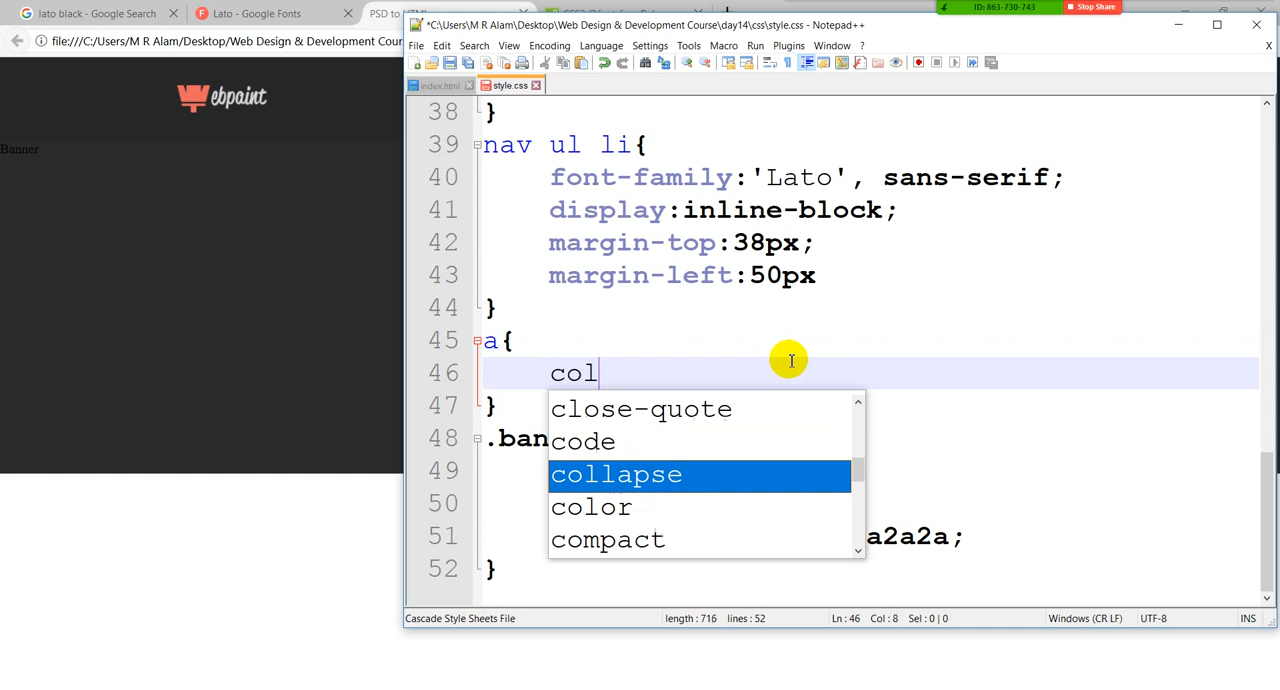 lato black - Google Search
Lato - Google Fonts
PSD to
ID: 863-730-743
Stop Share
file:///C:/Users/M R Alam/Desktop/Web Design & Development Cour
*C:\Users\M R Alam\Desktop\Web Design & Development Course\day14\css\style.css - Notepad++
File Edit Search View Encoding Language Settings Tools Macro Run Plugins Window ?
X
index.html
style.css
ebpaint
Banner
38 }
39 nav ul li{
40 font-family:'Lato', sans-serif;
41 display:inline-block;
42 margin-top:38px;
43 margin-left:50px
44 }
45 a{
46 col
47 }
close-quote
48 .ban
code
49
collapse
50
color
51 a2a2a;
compact
52 }
Cascade Style Sheets File
length : 716 lines : 52
Ln : 46 Col : 8 Sel : 0 | 0
Windows (CR LF)
UTF-8
INS